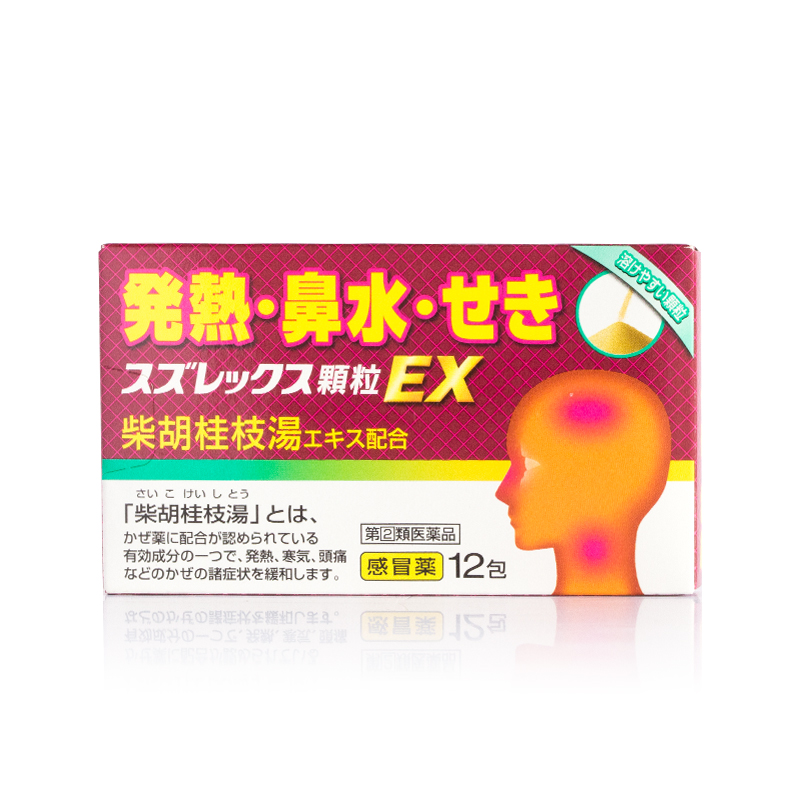 発熱・鼻水・せき
溶けやすい顆粒
スズレックス顆粒EX
柴胡桂枝湯エキス配合
さいこけいしとう
「柴胡桂枝湯」とは、
かぜ薬に配合が認められている
有効成分の一つで、発熱、寒気、頭痛
などのかぜの諸症状を緩和します。
指定②類医薬品
感冒薬 12包